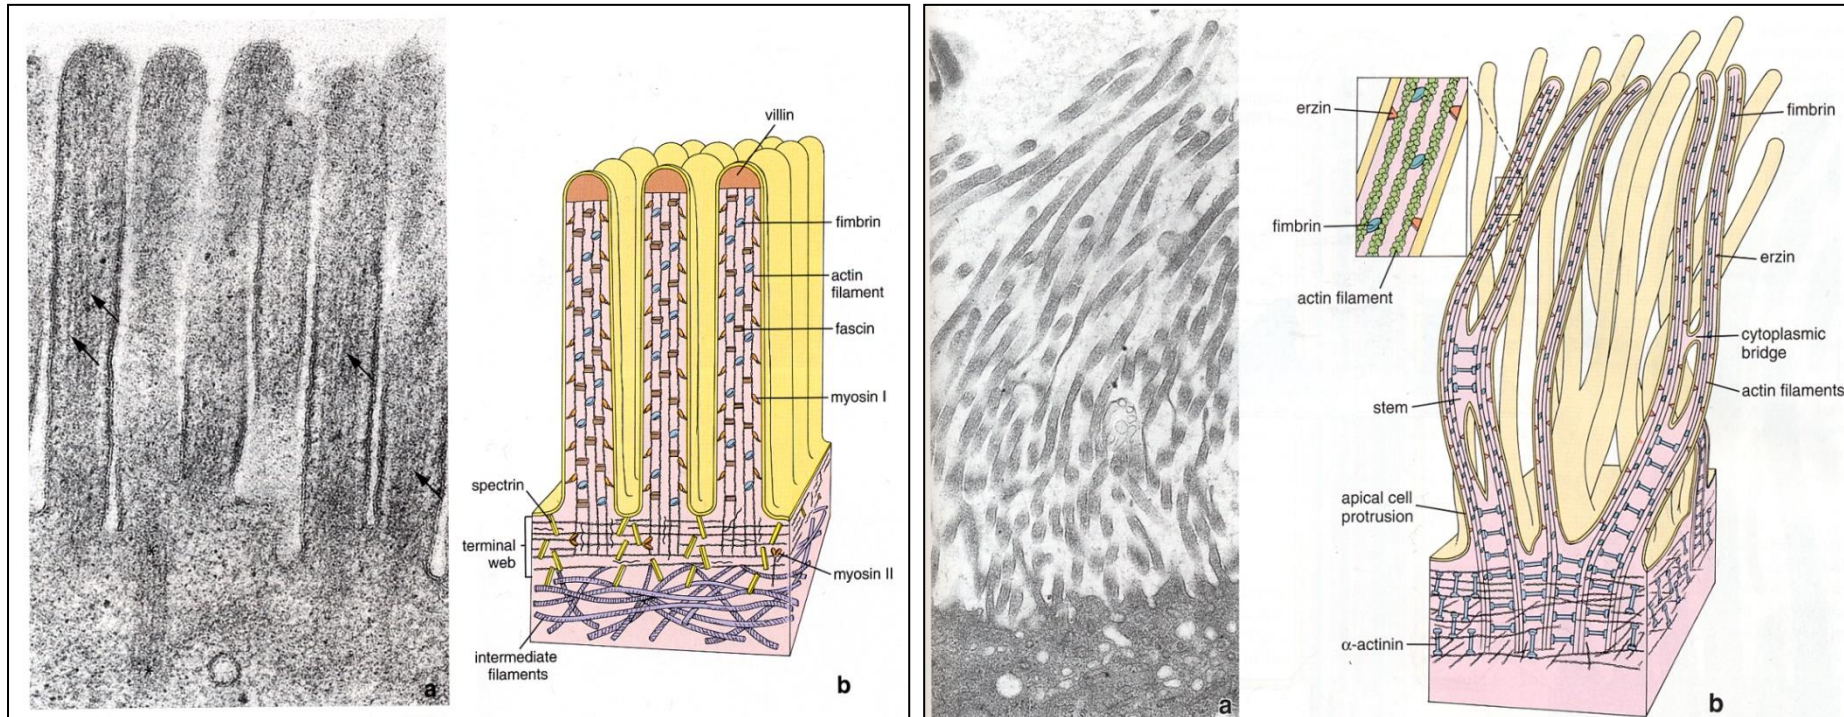 villin
fimbrin
actin
filament
fascin
myosin I
spectrin
terminal
web
myosin II
intermediate
filaments
a
b
erzin
fimbrin
fimbrin
erzin
actin filament
cytoplasmic
bridge
actin filaments
stem
apical cell
protrusion
α-actinin
a
b